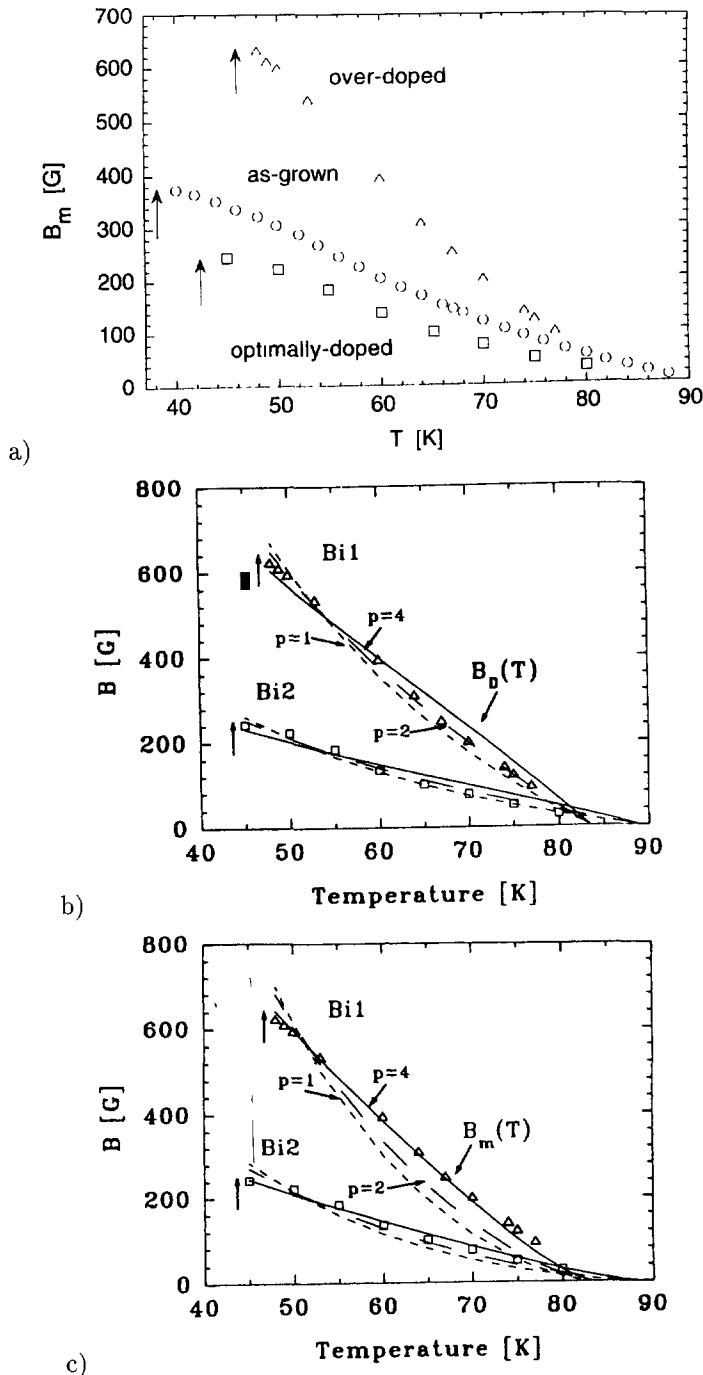 700
600
500
400
300
200
100
0
B_m [G]
over-doped
as-grown
optimally-doped
40 50 60 70 80 90
T [K]
a)
800
600
400
200
0
B [G]
Bi1
p=4
p=1
B_D(T)
Bi2
p=2
40 50 60 70 80 90
Temperature [K]
b)
800
600
400
200
0
B [G]
Bi1
p=4
p=1
B_m(T)
Bi2
p=2
40 50 60 70 80 90
Temperature [K]
c)